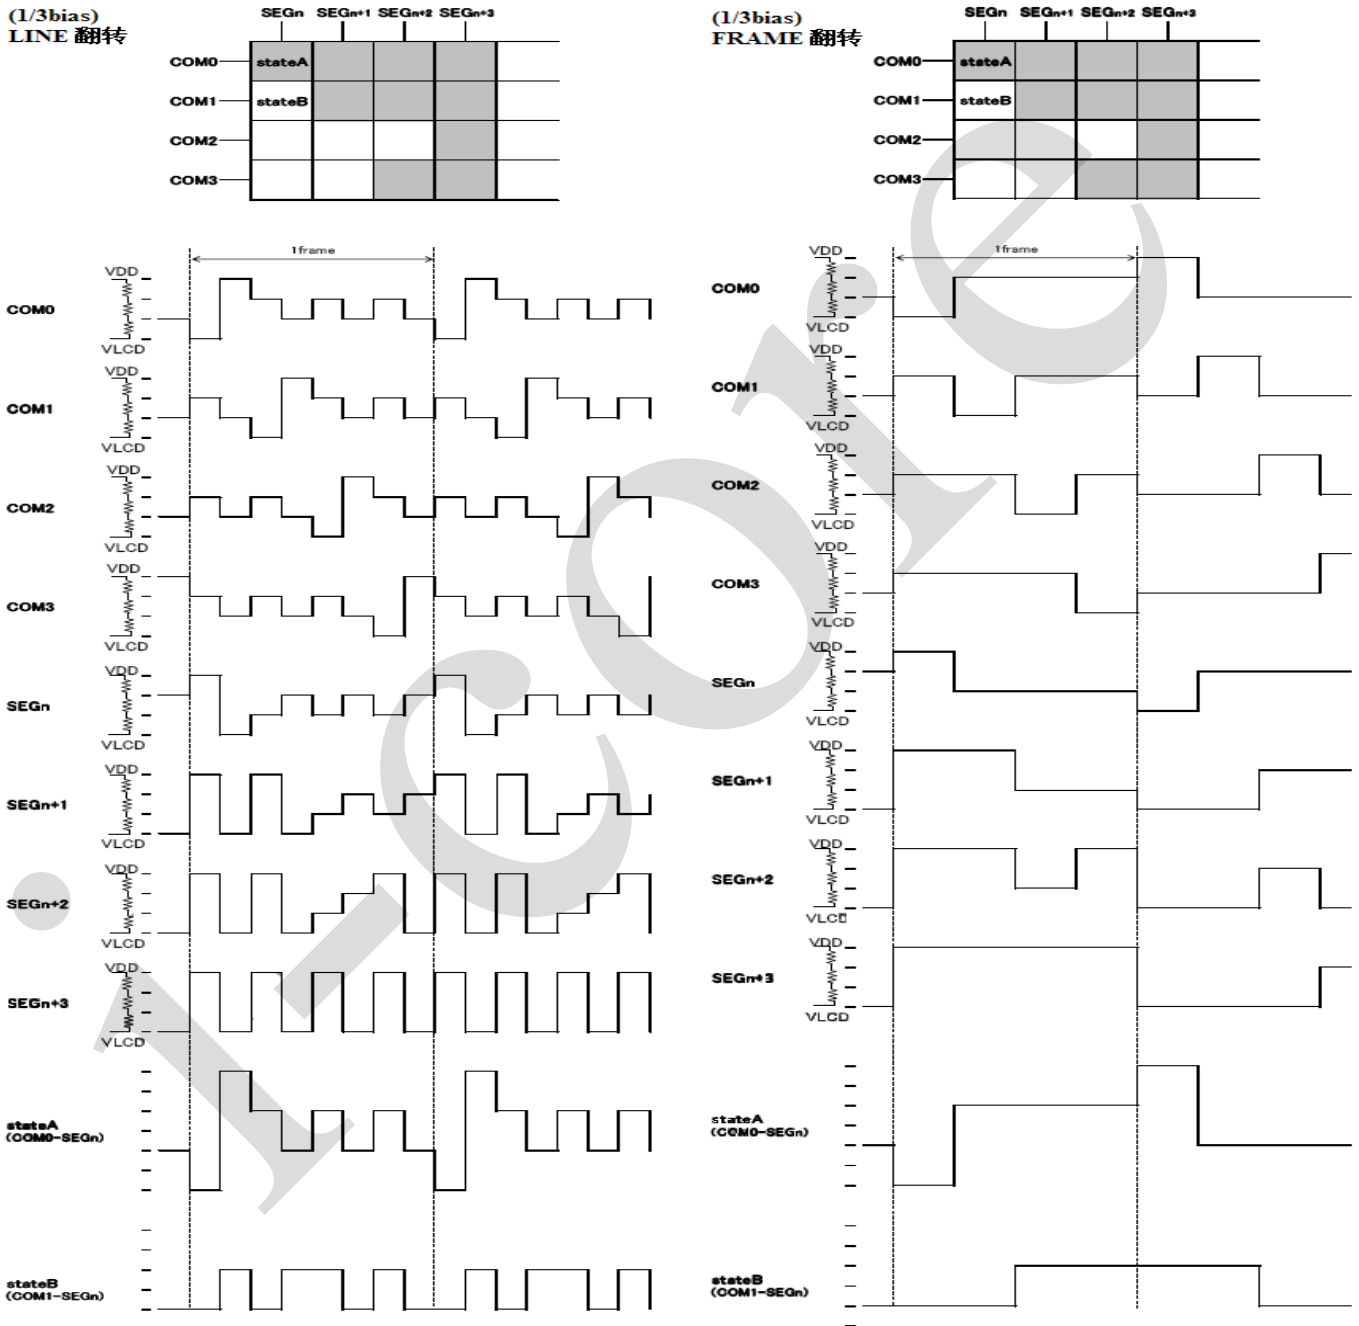 (1/3bias)
LINE 翻转
SEGn SEGn+1 SEGn+2 SEGn+3
COM0
stateA
COM1
stateB
COM2
COM3
1frame
VDD
COM0
VLCD
VDD
COM1
VLCD
VDD
COM2
VLCD
VDD
COM3
VLCD
VDD
SEGn
VLCD
VDD
SEGn+1
VLCD
VDD
SEGn+2
VLCD
VDD
SEGn+3
VLCD
stateA
(COM0-SEGn)
stateB
(COM1-SEGn)
(1/3bias)
FRAME 翻转
SEGn SEGn+1 SEGn+2 SEGn+3
COM0
stateA
COM1
stateB
COM2
COM3
1frame
VDD
COM0
VLCD
VDD
COM1
VLCD
VDD
COM2
VLCD
VDD
COM3
VLCD
VDD
SEGn
VLCD
VDD
SEGn+1
VLCD
VDD
SEGn+2
VLCD
VDD
SEGn+3
VLCD
stateA
(COM0-SEGn)
stateB
(COM1-SEGn)
i-core